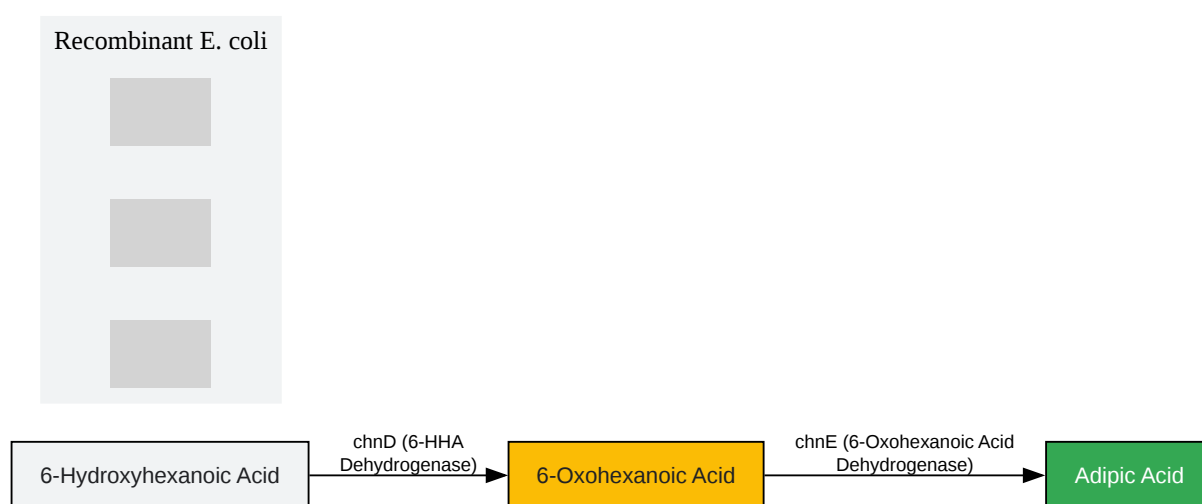 Recombinant E. coli
6-Hydroxyhexanoic Acid
chnD (6-HHA
Dehydrogenase)
6-Oxohexanoic Acid
chnE (6-Oxohexanoic Acid
Dehydrogenase)
Adipic Acid